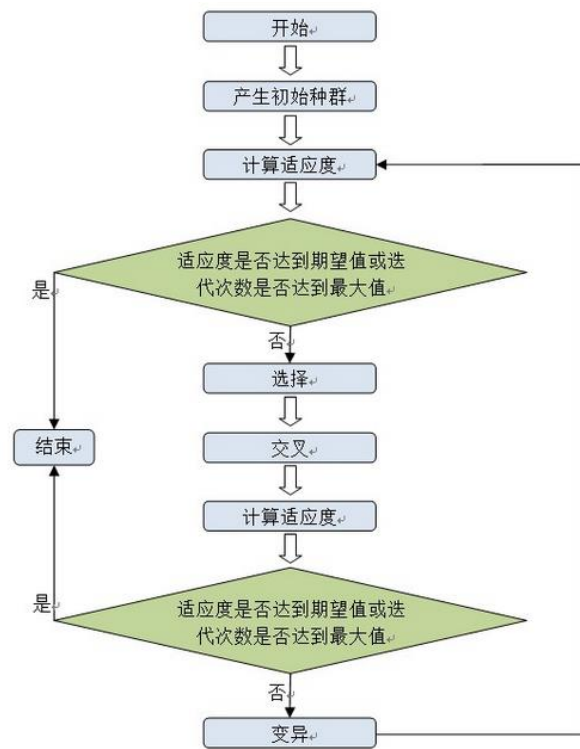 开始
产生初始种群
计算适应度
适应度是否达到期望值或迭
代次数是否达到最大值
是
否
选择
结束
交叉
计算适应度
适应度是否达到期望值或迭
代次数是否达到最大值
是
否
变异